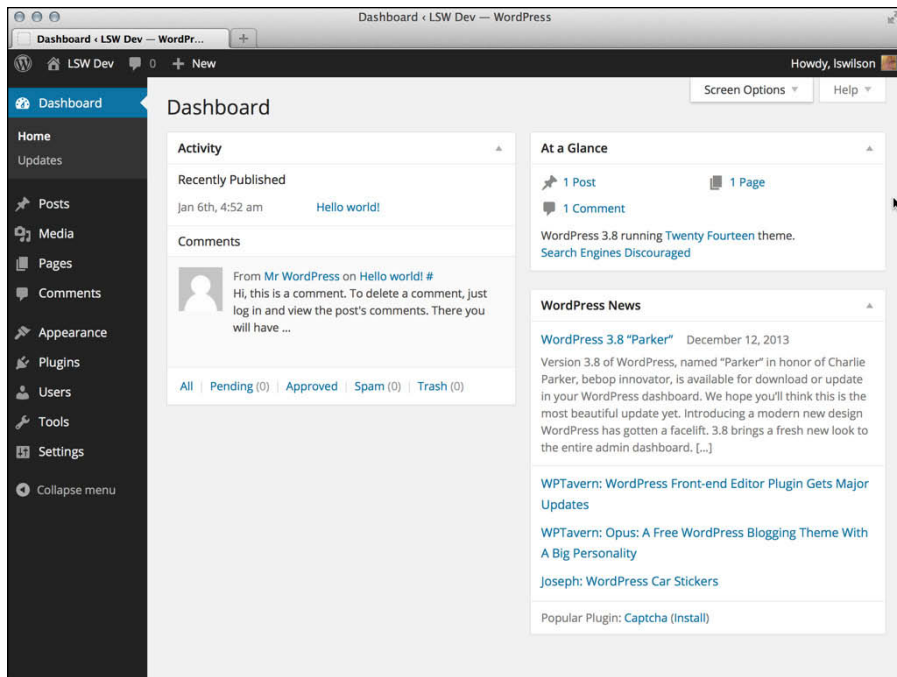 Dashboard ‹ LSW Dev — WordPress
Dashboard ‹ LSW Dev — WordPr...
LSW Dev 0 + New
Howdy, lswilson
Screen Options
Help
Dashboard
Home
Updates
Posts
Media
Pages
Comments
Appearance
Plugins
Users
Tools
Settings
Collapse menu
Dashboard
Activity
Recently Published
Jan 6th, 4:52 am Hello world!
Comments
From Mr WordPress on Hello world! #
Hi, this is a comment. To delete a comment, just
log in and view the post's comments. There you
will have ...
All | Pending (0) | Approved | Spam (0) | Trash (0)
At a Glance
1 Post 1 Page
1 Comment
WordPress 3.8 running Twenty Fourteen theme.
Search Engines Discouraged
WordPress News
WordPress 3.8 “Parker” December 12, 2013
Version 3.8 of WordPress, named “Parker” in honor of Charlie
Parker, bebop innovator, is available for download or update
in your WordPress dashboard. We hope you'll think this is the
most beautiful update yet. Introducing a modern new design
WordPress has gotten a facelift. 3.8 brings a fresh new look to
the entire admin dashboard. [...]
WPTavern: WordPress Front-end Editor Plugin Gets Major
Updates
WPTavern: Opus: A Free WordPress Blogging Theme With
A Big Personality
Joseph: WordPress Car Stickers
Popular Plugin: Captcha (Install)